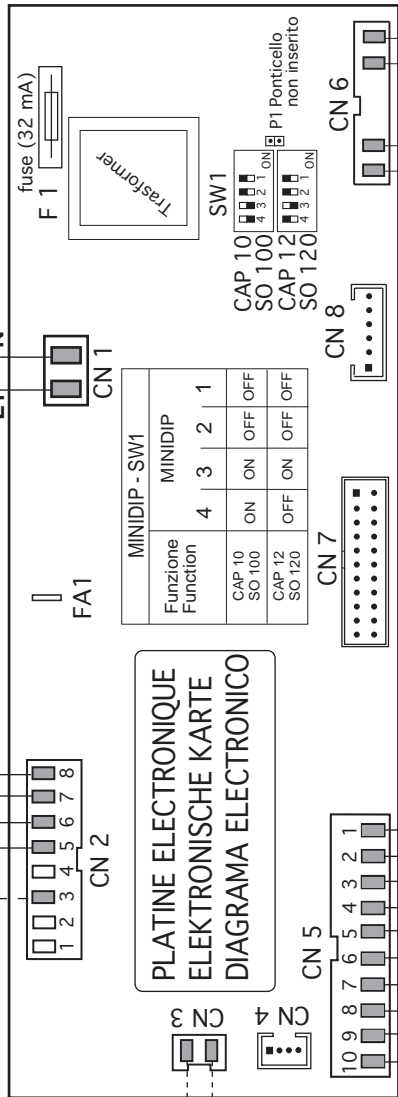 LI N
fuse (32 mA)
F 1
Trasformer
SW1
CAP 10
SO 100
4 3 2 1
ON
CAP 12
SO 120
4 3 2 1
ON
P1 Ponticello
non inserito
CN 6
CN 1
CN 8
MINIDIP - SW1
Funzione
Function
MINIDIP
4 3 2 1
CAP 10
SO 100
ON ON OFF OFF
CAP 12
SO 120
OFF ON OFF OFF
FA1
CN 7
1 2 3 4 5 6 7 8
CN 2
PLATINE ELECTRONIQUE
ELEKTRONISCHE KARTE
DIAGRAMA ELECTRONICO
CN 3
CN 4
CN 5
10 9 8 7 6 5 4 3 2 1